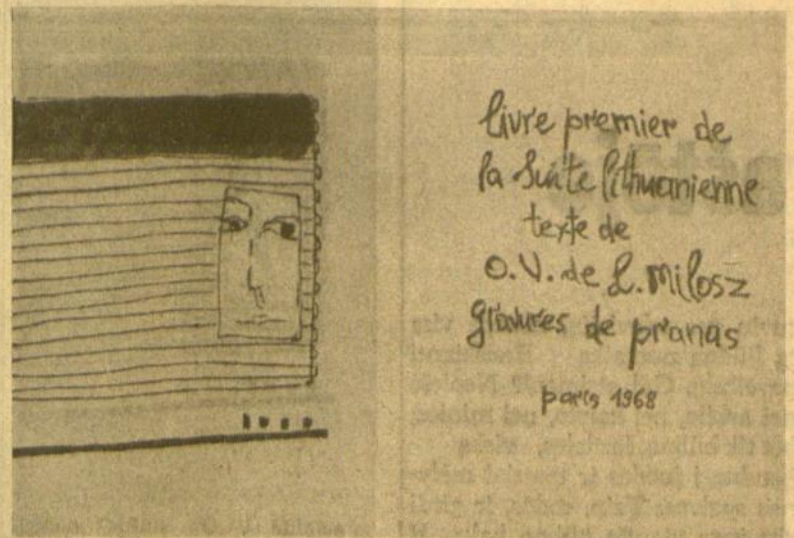 livre premier de
la suite lithuanienne
texte de
O.V. de L. Milosz
gravures de pranas
paris 1968